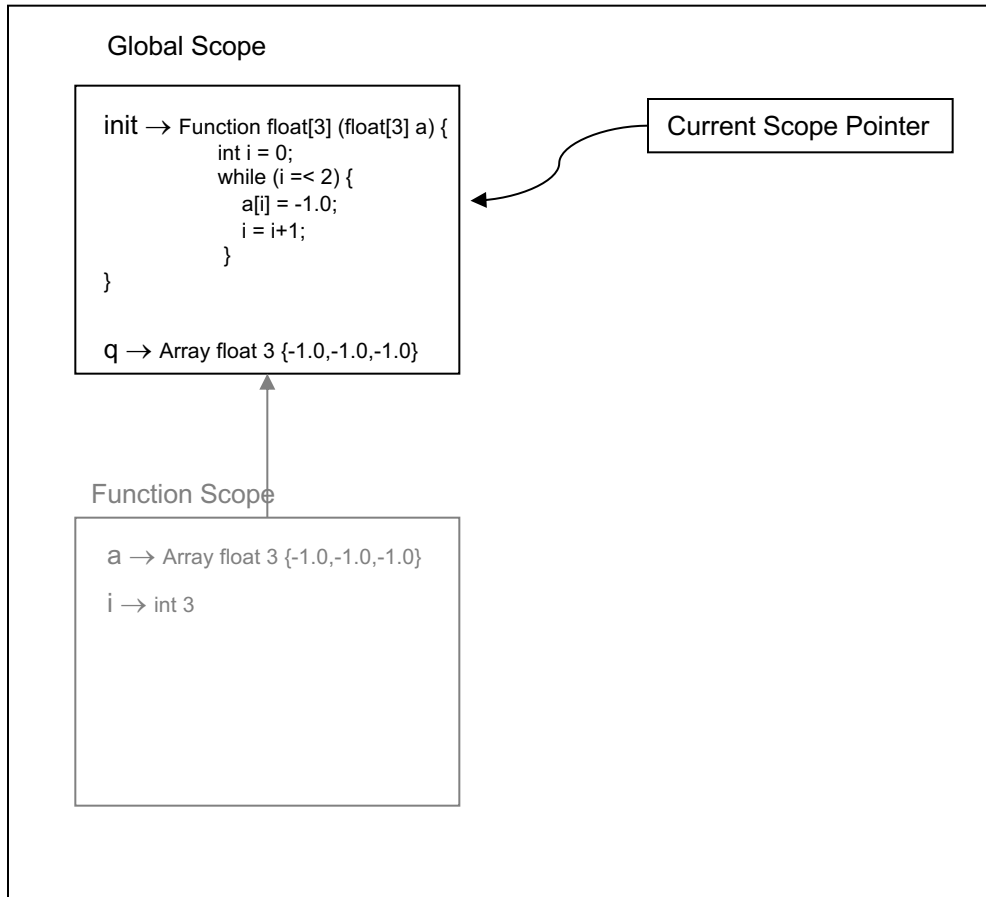 Global Scope
init → Function float[3] (float[3] a) {
int i = 0;
while (i =< 2) {
a[i] = -1.0;
i = i+1;
}
}
q → Array float 3 {-1.0,-1.0,-1.0}
Current Scope Pointer
Function Scope
a → Array float 3 {-1.0,-1.0,-1.0}
i → int 3